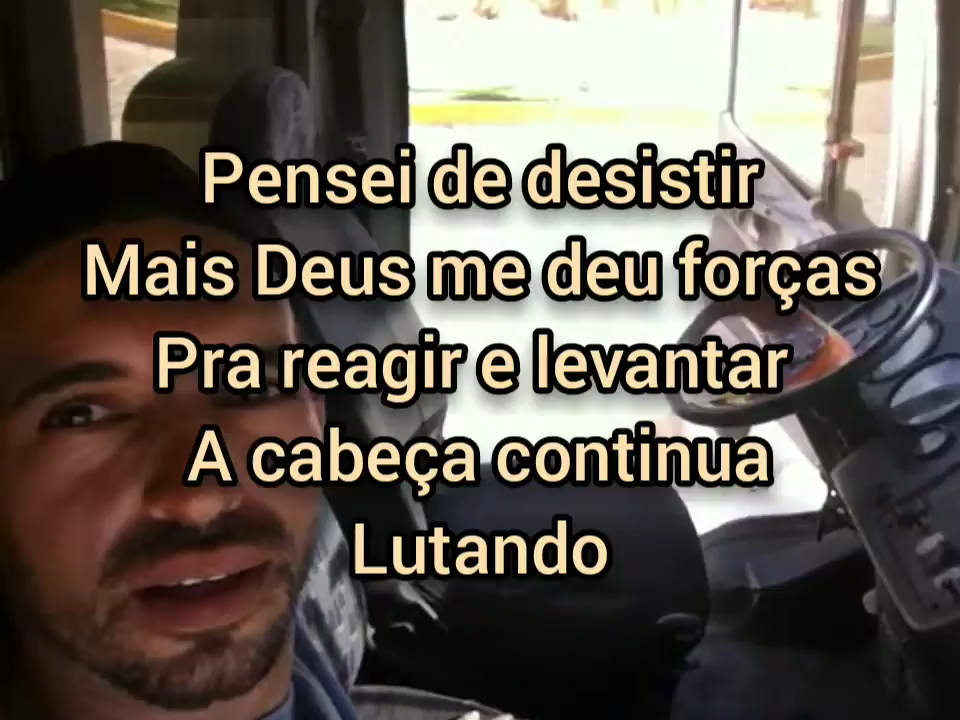 Pensei de desistir
Mais Deus me deu forças
Pra reagir e levantar
A cabeça continua
Lutando